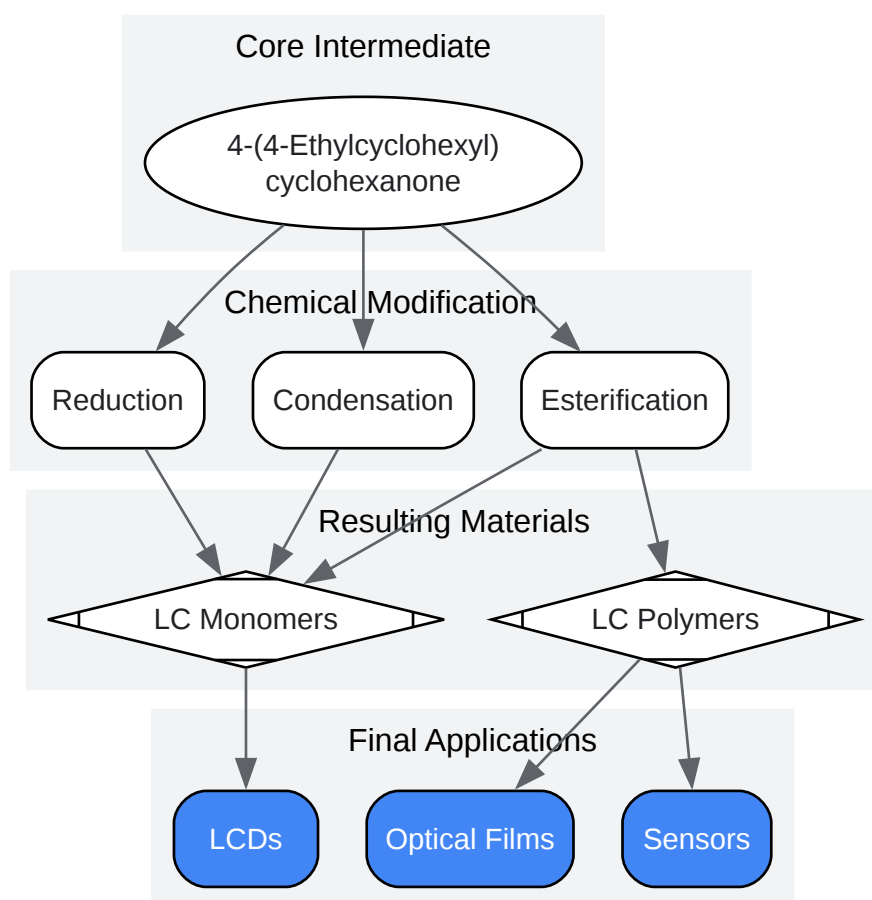 Core Intermediate
4-(4-Ethylcyclohexyl)
cyclohexanone
Chemical Modification
Reduction
Condensation
Esterification
Resulting Materials
LC Monomers
LC Polymers
Final Applications
LCDs
Optical Films
Sensors